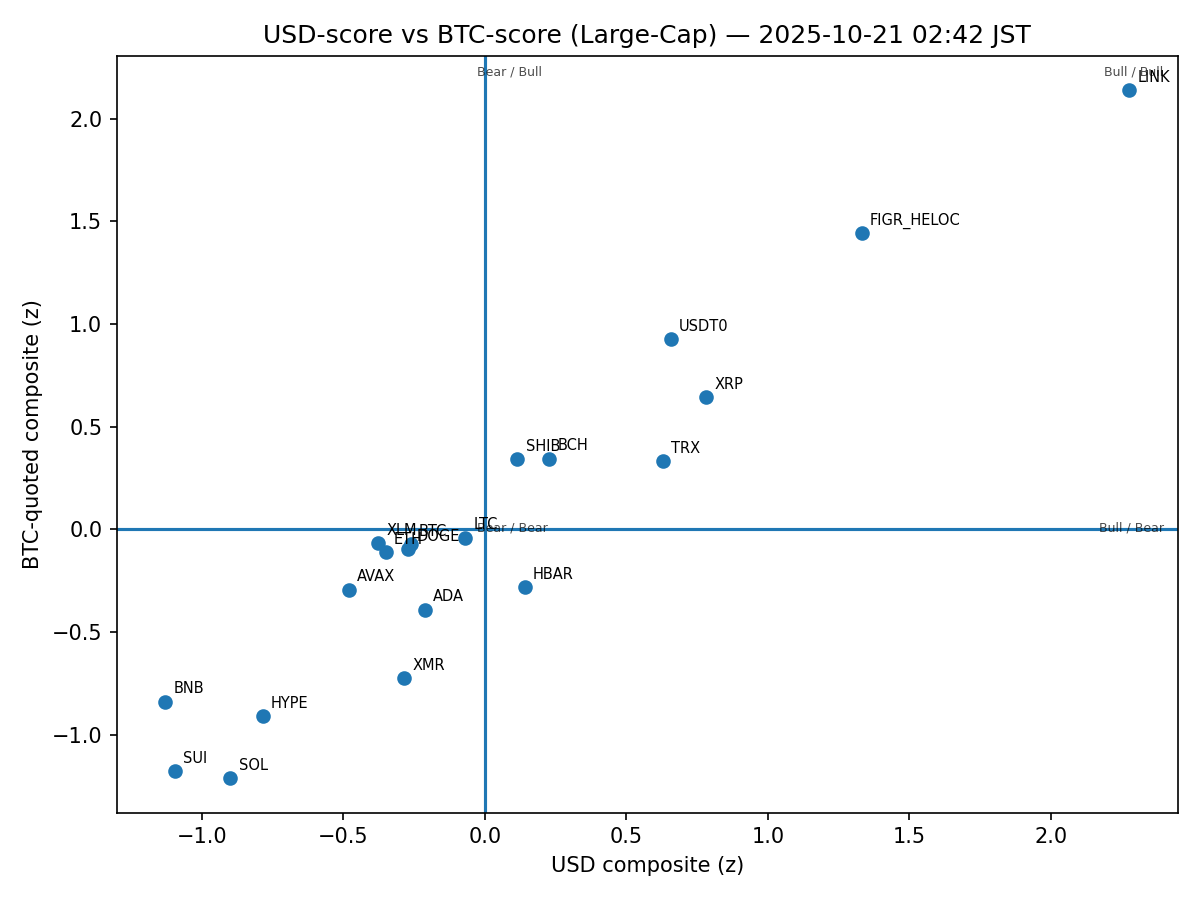 USD-score vs BTC-score (Large-Cap) — 2025-10-21 02:42 JST
Bear / Bull
Bull / Bull
LINK
FIGR_HELOC
USDT0
XRP
SHIB
BCH
TRX
LTC
XLM
BTC
ETH
DOGE
Bear / Bear
Bull / Bear
HBAR
AVAX
ADA
XMR
BNB
HYPE
SUI
SOL
2.0
1.5
1.0
0.5
0.0
−0.5
−1.0
BTC-quoted composite (z)
−1.0
−0.5
0.0
0.5
1.0
1.5
2.0
USD composite (z)